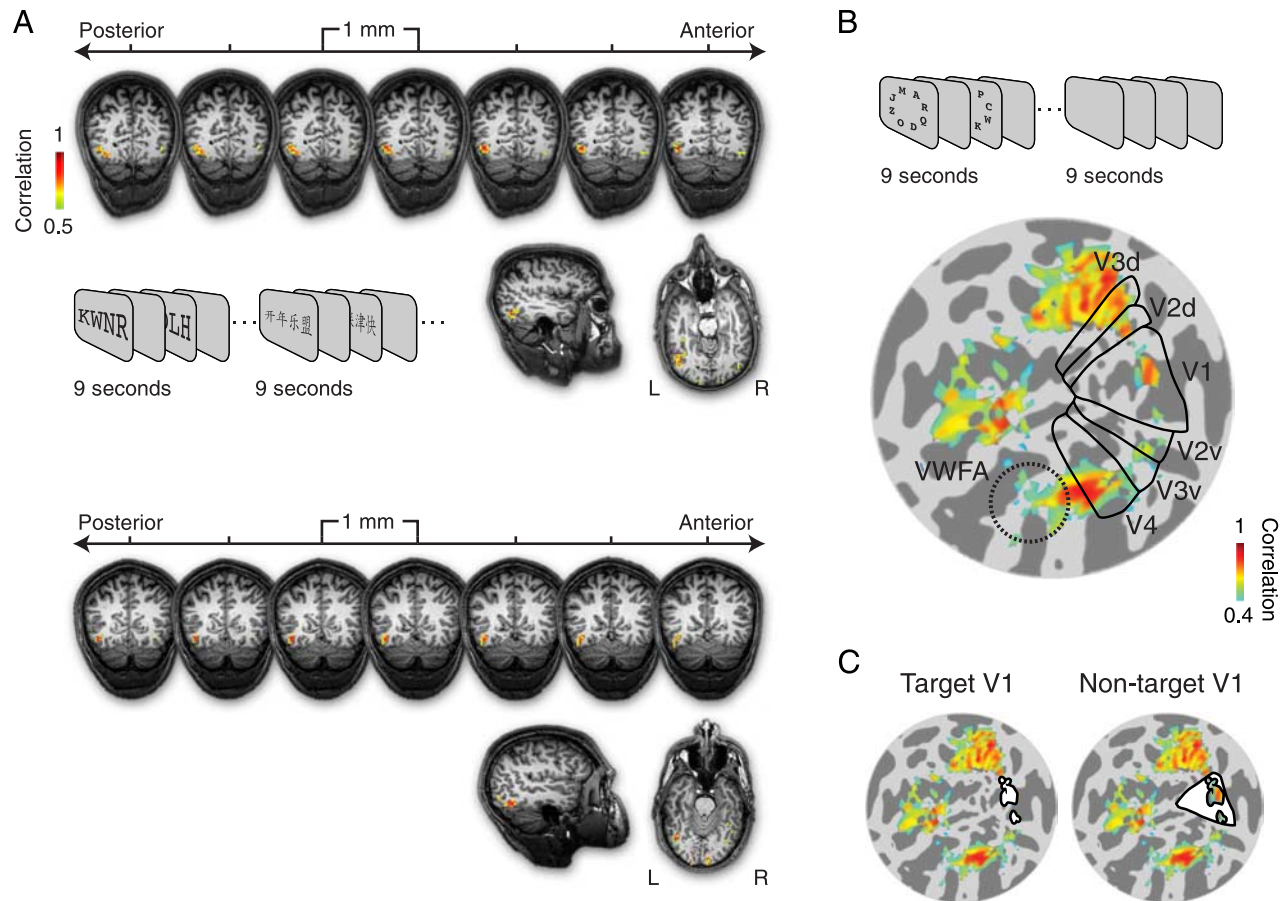 A
Posterior
1 mm
Anterior
Correlation
1
0.5
KWNR
DLH
开年乐盟
津快
9 seconds
9 seconds
L
R
Posterior
1 mm
Anterior
L
R
B
J M A R Q D O Z
P C W K
9 seconds
9 seconds
V3d
V2d
V1
V2v
V3v
V4
VWFA
1
Correlation
0.4
C
Target V1
Non-target V1